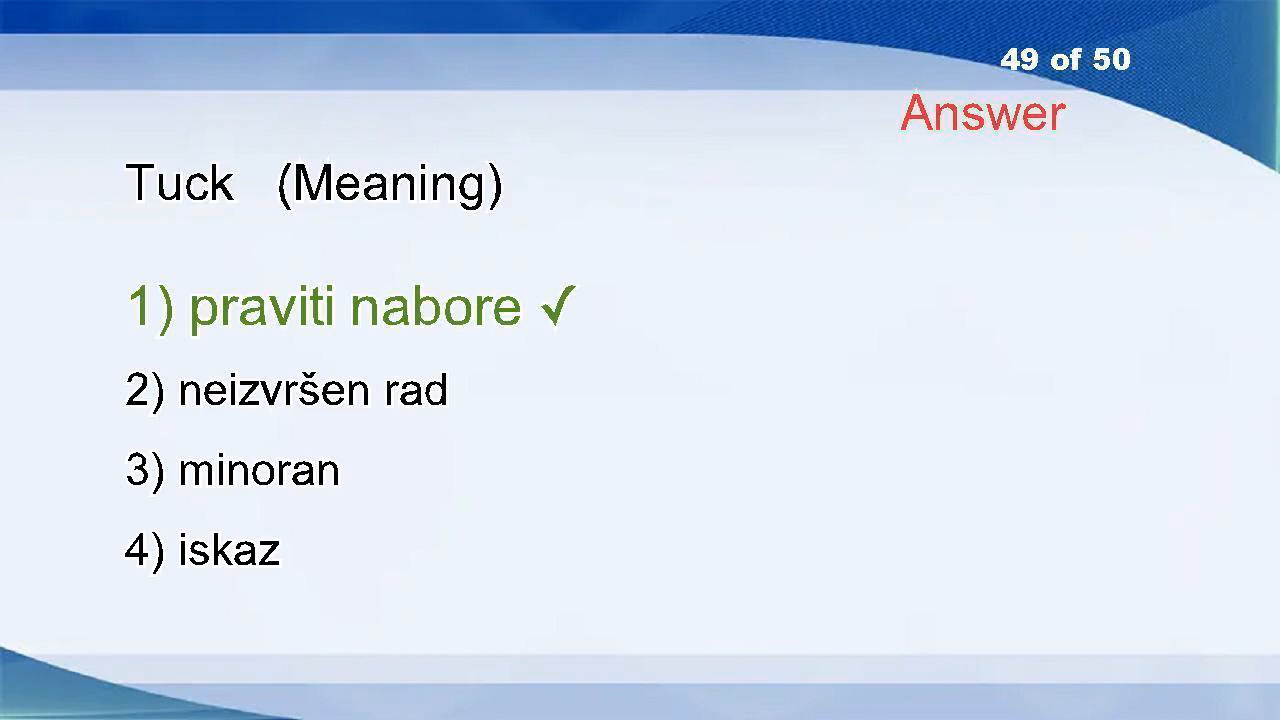 49 of 50
Answer
Tuck (Meaning)
1) praviti nabore ✓
2) neizvršen rad
3) minoran
4) iskaz